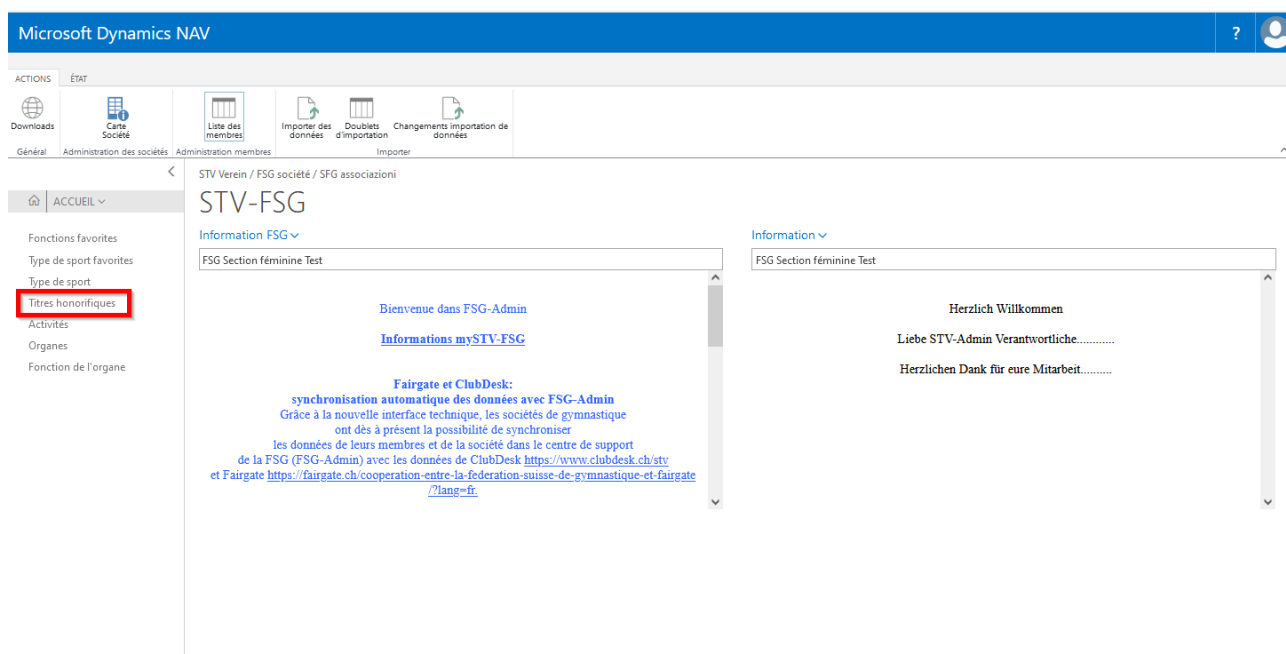 Microsoft Dynamics NAV
?
ACTIONS ÉTAT
Downloads
Carte
Société
Liste des
membres
Importer des
données
Doublets
d'importation
Changements importation de
données
Général Administration des sociétés Administration membres Importer
STV Verein / FSG société / SFG associazioni
ACCUEIL
STV-FSG
Fonctions favorites
Type de sport favorites
Type de sport
Titres honorifiques
Activités
Organes
Fonction de l'organe
Information FSG
FSG Section féminine Test
Bienvenue dans FSG-Admin
Informations mySTV-FSG
Fairgate et ClubDesk:
synchronisation automatique des données avec FSG-Admin
Grâce à la nouvelle interface technique, les sociétés de gymnastique
ont dès à présent la possibilité de synchroniser
les données de leurs membres et de la société dans le centre de support
de la FSG (FSG-Admin) avec les données de ClubDesk https://www.clubdesk.ch/stv
et Fairgate https://fairgate.ch/cooperation-entre-la-federation-suisse-de-gymnastique-et-fairgate
/?lang=fr.
Information
FSG Section féminine Test
Herzlich Willkommen
Liebe STV-Admin Verantwortliche............
Herzlichen Dank für eure Mitarbeit..........